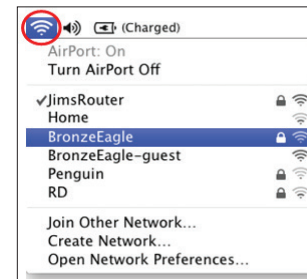 (Charged)
AirPort: On
Turn AirPort Off
✓JimsRouter
Home
BronzeEagle
BronzeEagle-guest
Penguin
RD
Join Other Network...
Create Network...
Open Network Preferences...